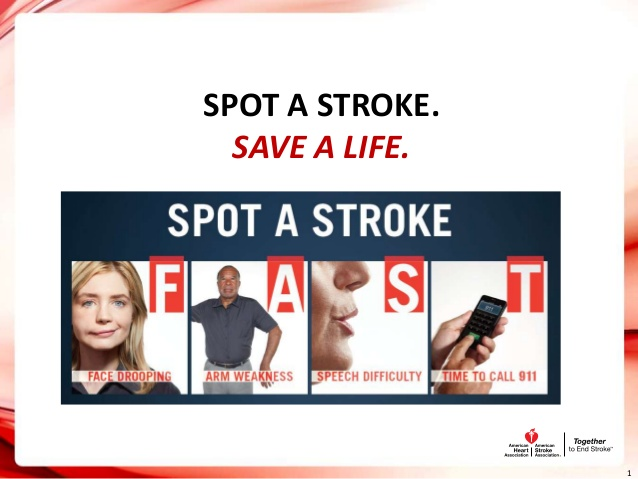 SPOT A STROKE.
SAVE A LIFE.
SPOT A STROKE
F A S T
FACE DROOPING
ARM WEAKNESS
SPEECH DIFFICULTY
TIME TO CALL 911
American Heart Association
American Stroke Association®
Together
to End Stroke™
1